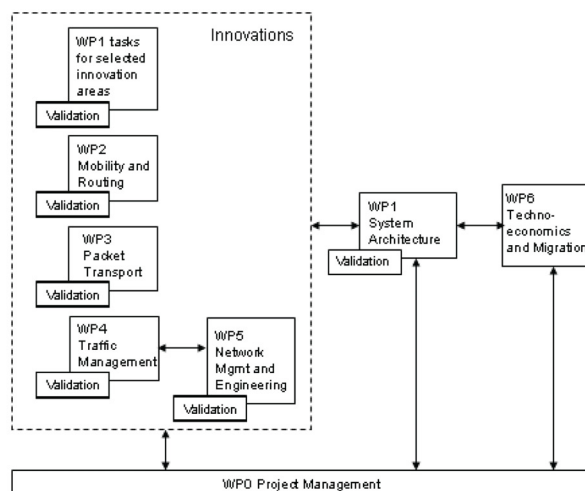 Innovations
WP1 tasks
for selected
innovation
areas
Validation
WP2
Mobility and
Routing
Validation
WP3
Packet
Transport
Validation
WP4
Traffic
Management
Validation
WP5
Network
Mgmt and
Engineering
Validation
WP1
System
Architecture
Validation
WP6
Techno-
economics
and Migration
WP0 Project Management